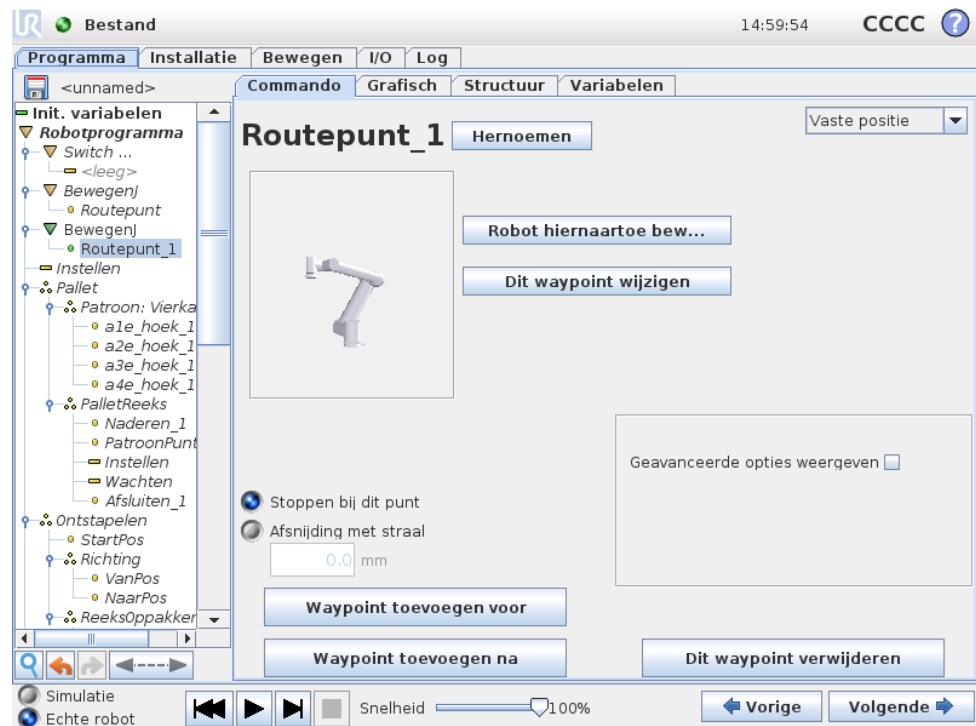 UR Bestand 14:59:54 CCCC ?
Programma Installatie Bewegen I/O Log
<unnamed>
Commando Grafisch Structuur Variabelen
Init. variabelen
Robotprogramma
Switch ...
<leeg>
BewegenJ
Routepunt
BewegenJ
Routepunt_1
Instellen
Pallet
Patroon: Vierka
a1e_hoek_1
a2e_hoek_1
a3e_hoek_1
a4e_hoek_1
PalletReeks
Naderen_1
PatroonPunt
Instellen
Wachten
Afsluiten_1
Ontstapelen
StartPos
Richting
VanPos
NaarPos
ReeksOppakken
Routepunt_1 Hernoemen
Vaste positie
Robot hiernaartoe bew...
Dit waypoint wijzigen
Geavanceerde opties weergeven
Stoppen bij dit punt
Afsnijding met straal
0.0 mm
Waypoint toevoegen voor
Waypoint toevoegen na
Dit waypoint verwijderen
Simulatie
Echte robot
Snelheid 100%
Vorige
Volgende